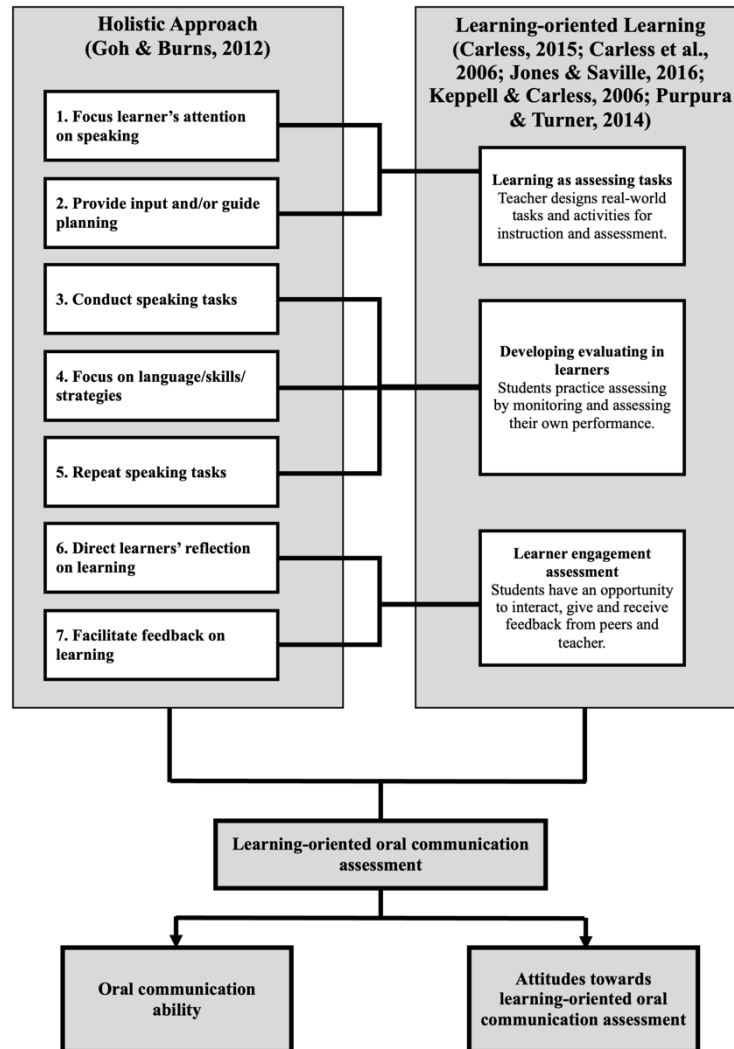 Holistic Approach
(Goh & Burns, 2012)
1. Focus learner's attention
on speaking
2. Provide input and/or guide
planning
3. Conduct speaking tasks
4. Focus on language/skills/
strategies
5. Repeat speaking tasks
6. Direct learners' reflection
on learning
7. Facilitate feedback on
learning
Learning-oriented Learning
(Carless, 2015; Carless et al.,
2006; Jones & Saville, 2016;
Keppell & Carless, 2006; Purpura
& Turner, 2014)
Learning as assessing tasks
Teacher designs real-world
tasks and activities for
instruction and assessment.
Developing evaluating in
learners
Students practice assessing
by monitoring and assessing
their own performance.
Learner engagement
assessment
Students have an opportunity
to interact, give and receive
feedback from peers and
teacher.
Learning-oriented oral communication
assessment
Oral communication
ability
Attitudes towards
learning-oriented oral
communication assessment